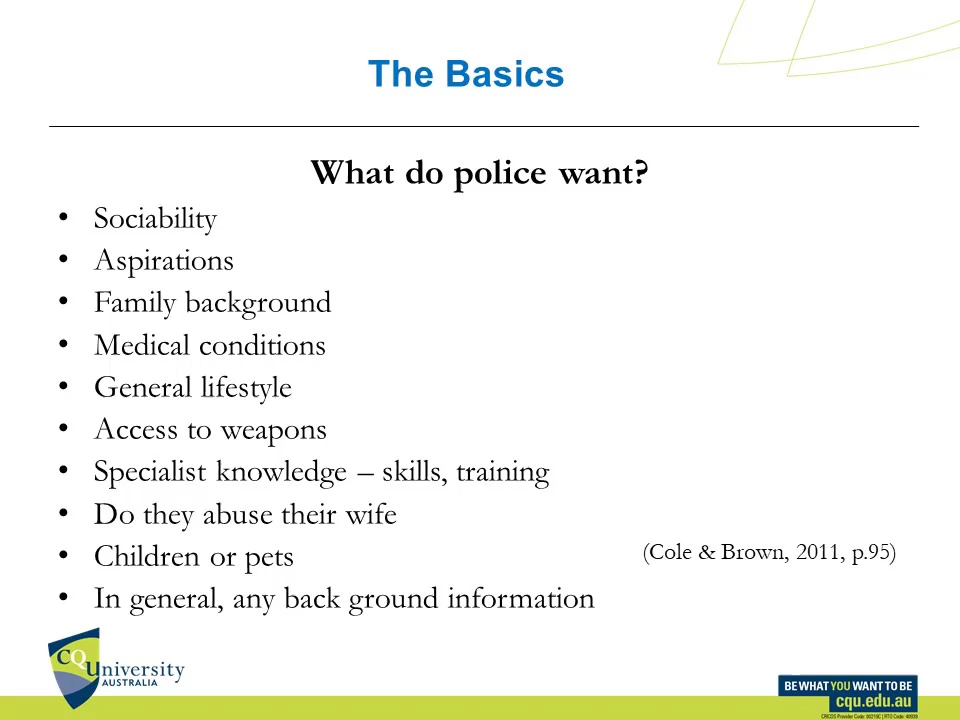 The Basics
What do police want?
• Sociability
• Aspirations
• Family background
• Medical conditions
• General lifestyle
• Access to weapons
• Specialist knowledge – skills, training
• Do they abuse their wife
• Children or pets
(Cole & Brown, 2011, p.95)
• In general, any back ground information
CQUniversity
AUSTRALIA
BE WHAT YOU WANT TO BE
cqu.edu.au